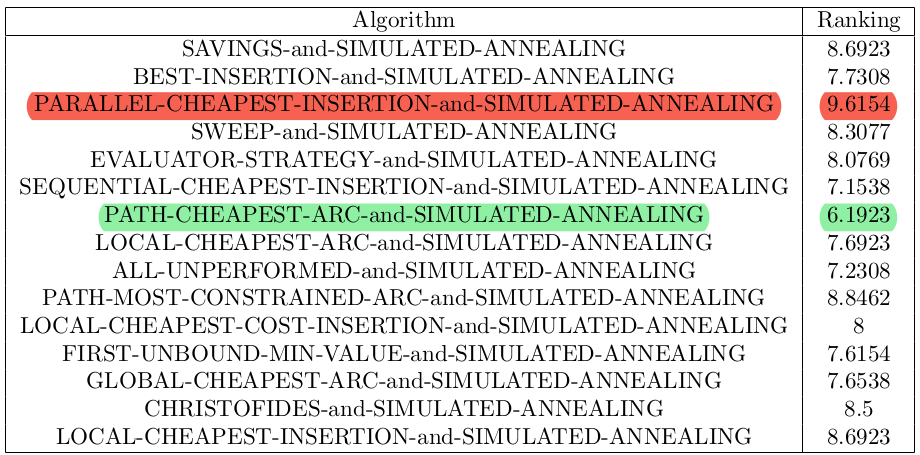 Algorithm Ranking
SAVINGS-and-SIMULATED-ANNEALING 8.6923
BEST-INSERTION-and-SIMULATED-ANNEALING 7.7308
PARALLEL-CHEAPEST-INSERTION-and-SIMULATED-ANNEALING 9.6154
SWEEP-and-SIMULATED-ANNEALING 8.3077
EVALUATOR-STRATEGY-and-SIMULATED-ANNEALING 8.0769
SEQUENTIAL-CHEAPEST-INSERTION-and-SIMULATED-ANNEALING 7.1538
PATH-CHEAPEST-ARC-and-SIMULATED-ANNEALING 6.1923
LOCAL-CHEAPEST-ARC-and-SIMULATED-ANNEALING 7.6923
ALL-UNPERFORMED-and-SIMULATED-ANNEALING 7.2308
PATH-MOST-CONSTRAINED-ARC-and-SIMULATED-ANNEALING 8.8462
LOCAL-CHEAPEST-COST-INSERTION-and-SIMULATED-ANNEALING 8
FIRST-UNBOUND-MIN-VALUE-and-SIMULATED-ANNEALING 7.6154
GLOBAL-CHEAPEST-ARC-and-SIMULATED-ANNEALING 7.6538
CHRISTOFIDES-and-SIMULATED-ANNEALING 8.5
LOCAL-CHEAPEST-INSERTION-and-SIMULATED-ANNEALING 8.6923